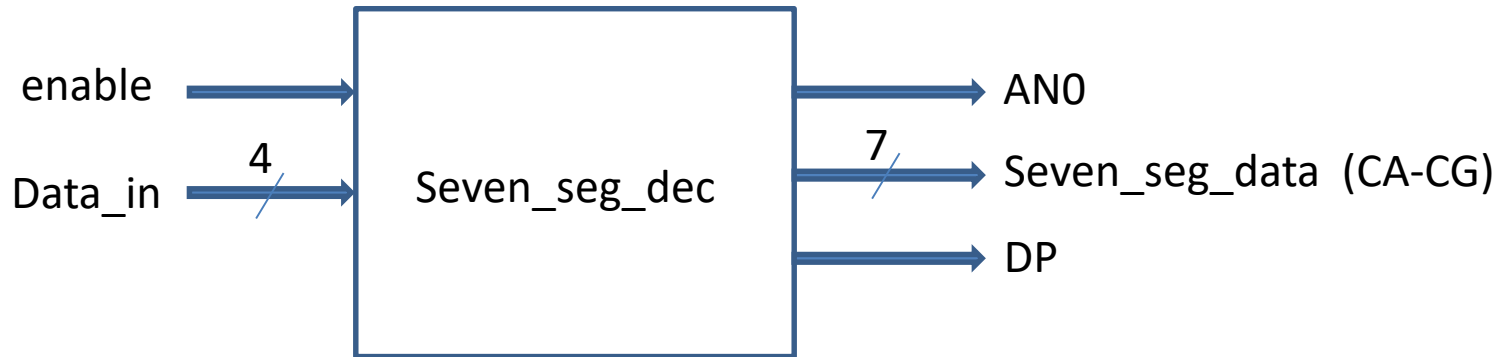 enable
Data_in
4
Seven_seg_dec
AN0
7
Seven_seg_data (CA-CG)
DP